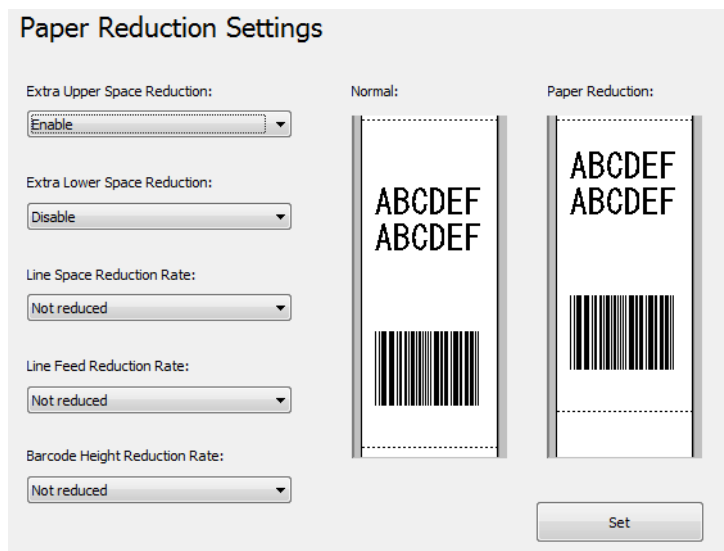 Paper Reduction Settings
Extra Upper Space Reduction:
Enable
Extra Lower Space Reduction:
Disable
Line Space Reduction Rate:
Not reduced
Line Feed Reduction Rate:
Not reduced
Barcode Height Reduction Rate:
Not reduced
Normal:
ABCDEF
ABCDEF
Paper Reduction:
ABCDEF
ABCDEF
Set